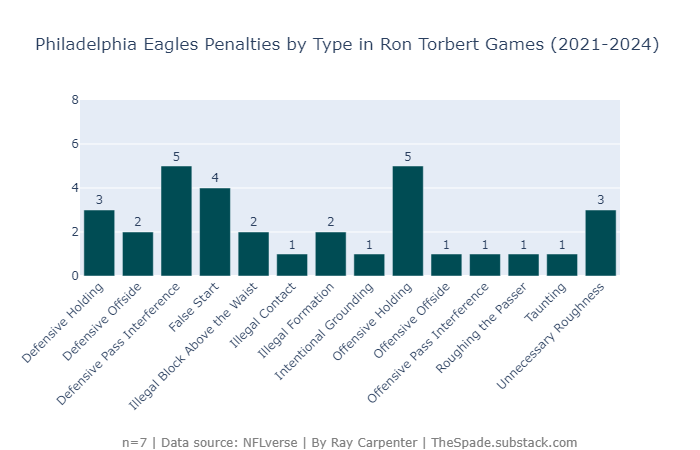 Philadelphia Eagles Penalties by Type in Ron Torbert Games (2021-2024)
8
6
4
2
0
3
2
5
4
2
1
2
1
5
1
1
1
1
3
Defensive Holding
Defensive Offside
Defensive Pass Interference
False Start
Illegal Block Above the Waist
Illegal Contact
Illegal Formation
Intentional Grounding
Offensive Holding
Offensive Offside
Offensive Pass Interference
Roughing the Passer
Taunting
Unnecessary Roughness
n=7 | Data source: NFLverse | By Ray Carpenter | TheSpade.substack.com